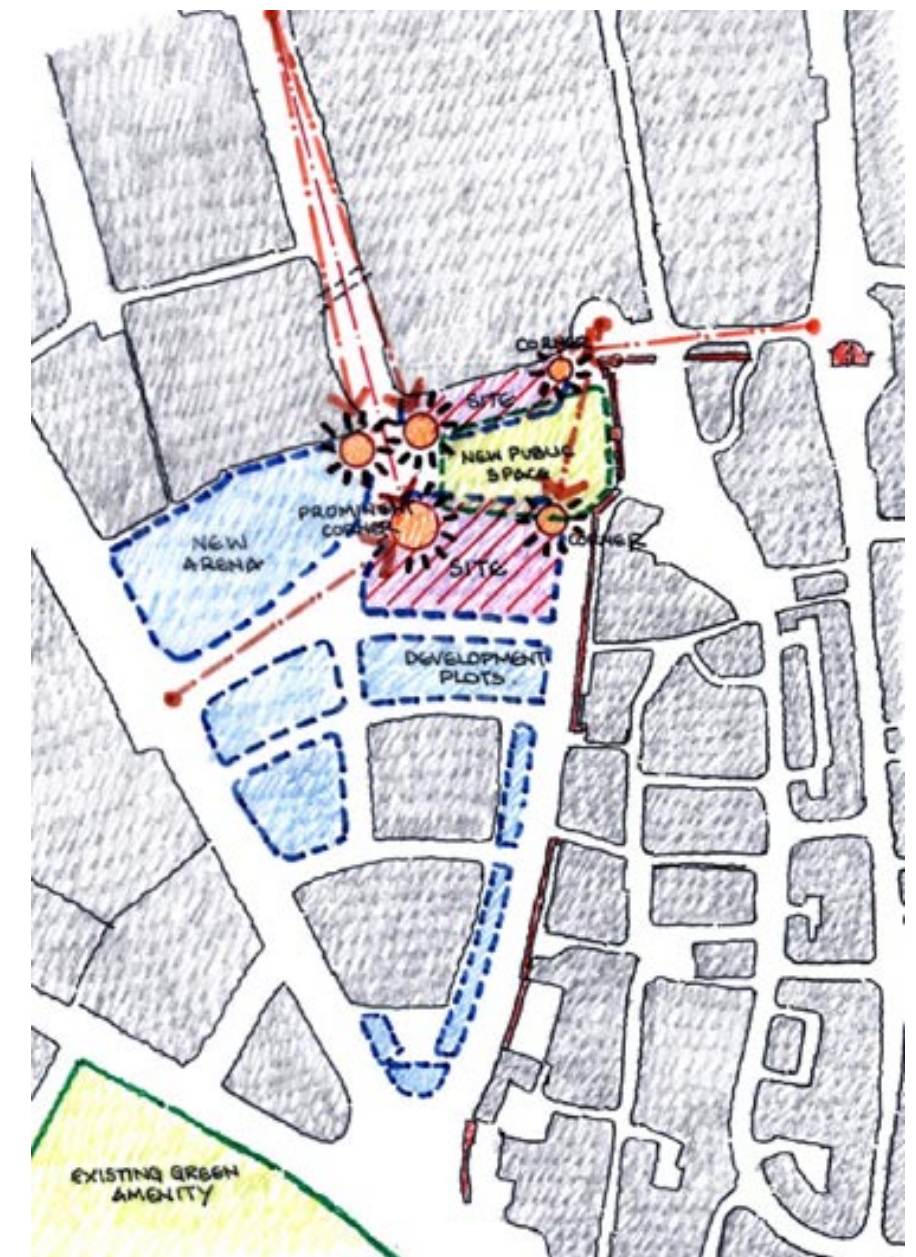 CORNER
SITE
NEW PUBLIC
SPACE
PROMINENT
CORNER
CORNER
NEW
ARENA
SITE
DEVELOPMENT
PLOTS
EXISTING GREEN
AMENITY